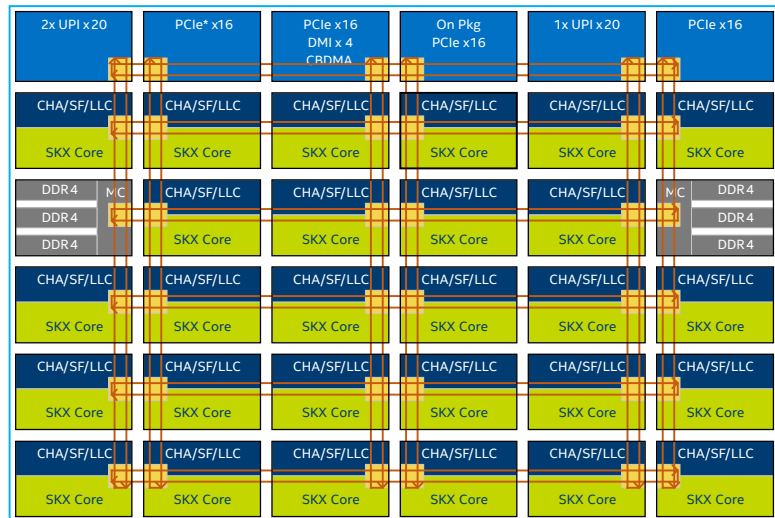 2x UPI x20
PCIe* x16
PCIe x16
DMI x 4
CBDMA
On Pkg
PCIe x16
1x UPI x20
PCIe x16
CHA/SF/LLC
SKX Core
CHA/SF/LLC
SKX Core
CHA/SF/LLC
SKX Core
CHA/SF/LLC
SKX Core
CHA/SF/LLC
SKX Core
CHA/SF/LLC
SKX Core
DDR4
MC
DDR4
DDR4
CHA/SF/LLC
SKX Core
CHA/SF/LLC
SKX Core
CHA/SF/LLC
SKX Core
CHA/SF/LLC
SKX Core
MC
DDR4
DDR4
DDR4
CHA/SF/LLC
SKX Core
CHA/SF/LLC
SKX Core
CHA/SF/LLC
SKX Core
CHA/SF/LLC
SKX Core
CHA/SF/LLC
SKX Core
CHA/SF/LLC
SKX Core
CHA/SF/LLC
SKX Core
CHA/SF/LLC
SKX Core
CHA/SF/LLC
SKX Core
CHA/SF/LLC
SKX Core
CHA/SF/LLC
SKX Core
CHA/SF/LLC
SKX Core
CHA/SF/LLC
SKX Core
CHA/SF/LLC
SKX Core
CHA/SF/LLC
SKX Core
CHA/SF/LLC
SKX Core
CHA/SF/LLC
SKX Core
CHA/SF/LLC
SKX Core